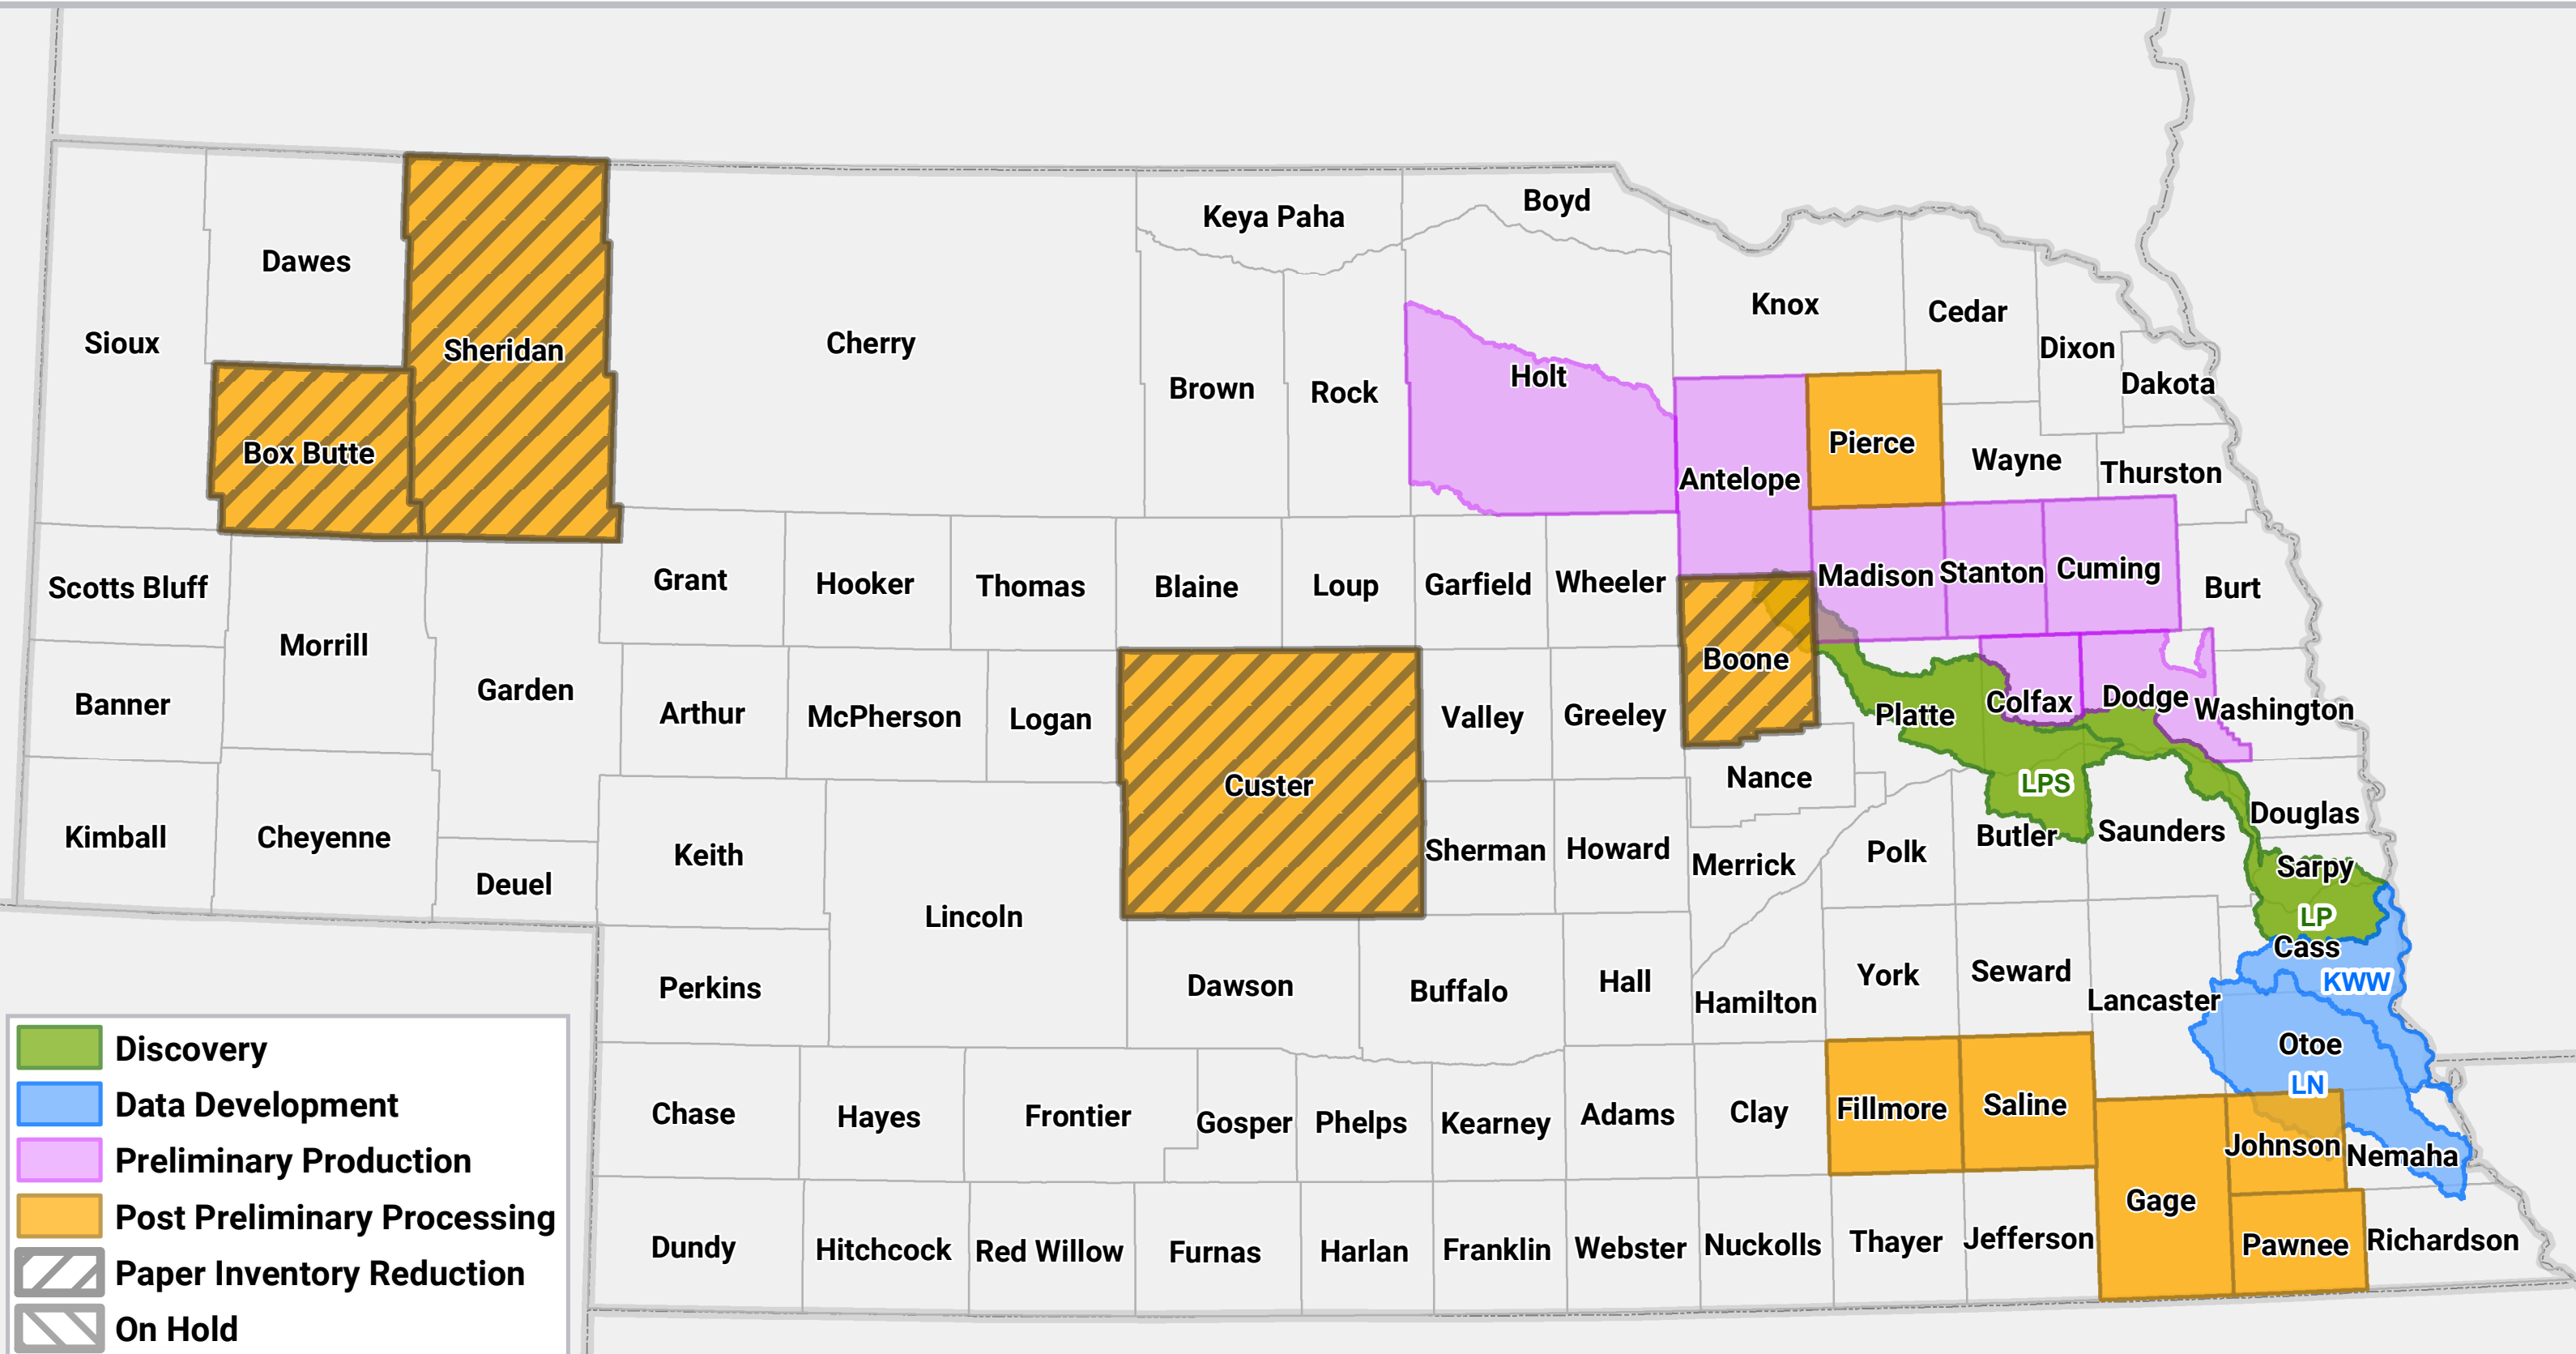 Keya Paha
Boyd
Dawes
Knox
Cedar
Sioux
Sheridan
Cherry
Dixon
Holt
Dakota
Brown
Rock
Box Butte
Pierce
Antelope
Wayne
Thurston
Scotts Bluff
Grant
Hooker
Thomas
Blaine
Loup
Garfield
Wheeler
Madison
Stanton
Cuming
Burt
Morrill
Boone
Banner
Garden
Arthur
McPherson
Logan
Valley
Greeley
Platte
Colfax
Dodge
Washington
Custer
Nance
LPS
Kimball
Cheyenne
Keith
Deuel
Sherman
Howard
Merrick
Polk
Butler
Saunders
Douglas
Sarpy
Lincoln
LP
Cass
KWW
Perkins
Dawson
Buffalo
Hall
Hamilton
York
Seward
Lancaster
Otoe
LN
Chase
Hayes
Frontier
Gosper
Phelps
Kearney
Adams
Clay
Fillmore
Saline
Johnson
Nemaha
Gage
Dundy
Hitchcock
Red Willow
Furnas
Harlan
Franklin
Webster
Nuckolls
Thayer
Jefferson
Pawnee
Richardson
Discovery
Data Development
Preliminary Production
Post Preliminary Processing
Paper Inventory Reduction
On Hold